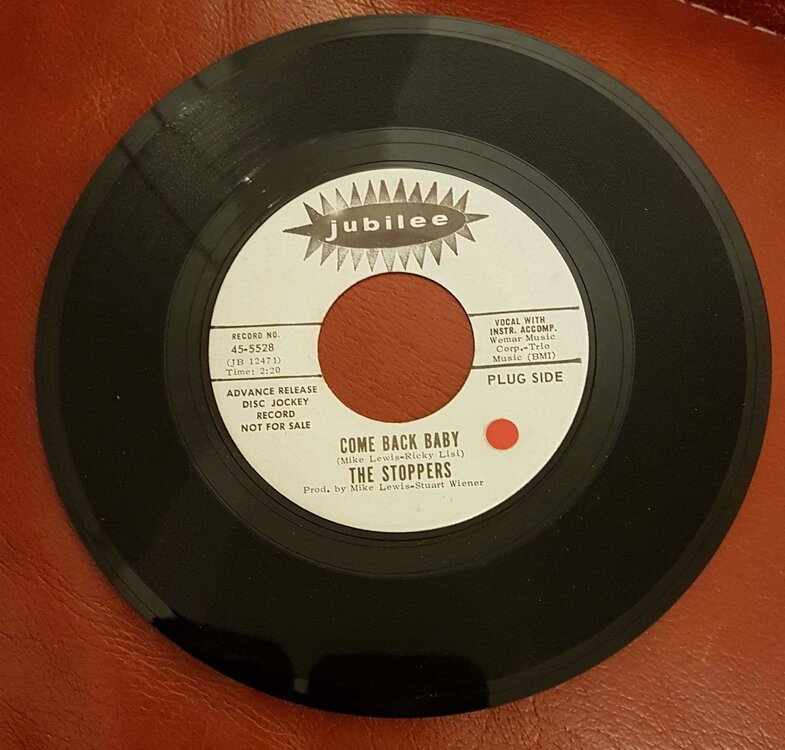 jubilee
RECORD NO.
45-5528
(JB 12471)
Time: 2:20
VOCAL WITH
INSTR. ACCOMP.
Wemar Music
Corp.-Trio
Music (BMI)
ADVANCE RELEASE
DISC JOCKEY
RECORD
NOT FOR SALE
PLUG SIDE
COME BACK BABY
(Mike Lewis-Ricky Lisi)
THE STOPPERS
Prod. by Mike Lewis-Stuart Wiener